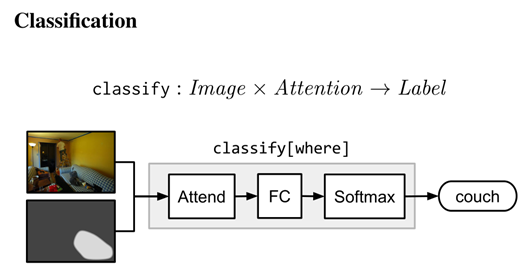 Classification
classify : Image × Attention → Label
classify[where]
Attend
FC
Softmax
couch